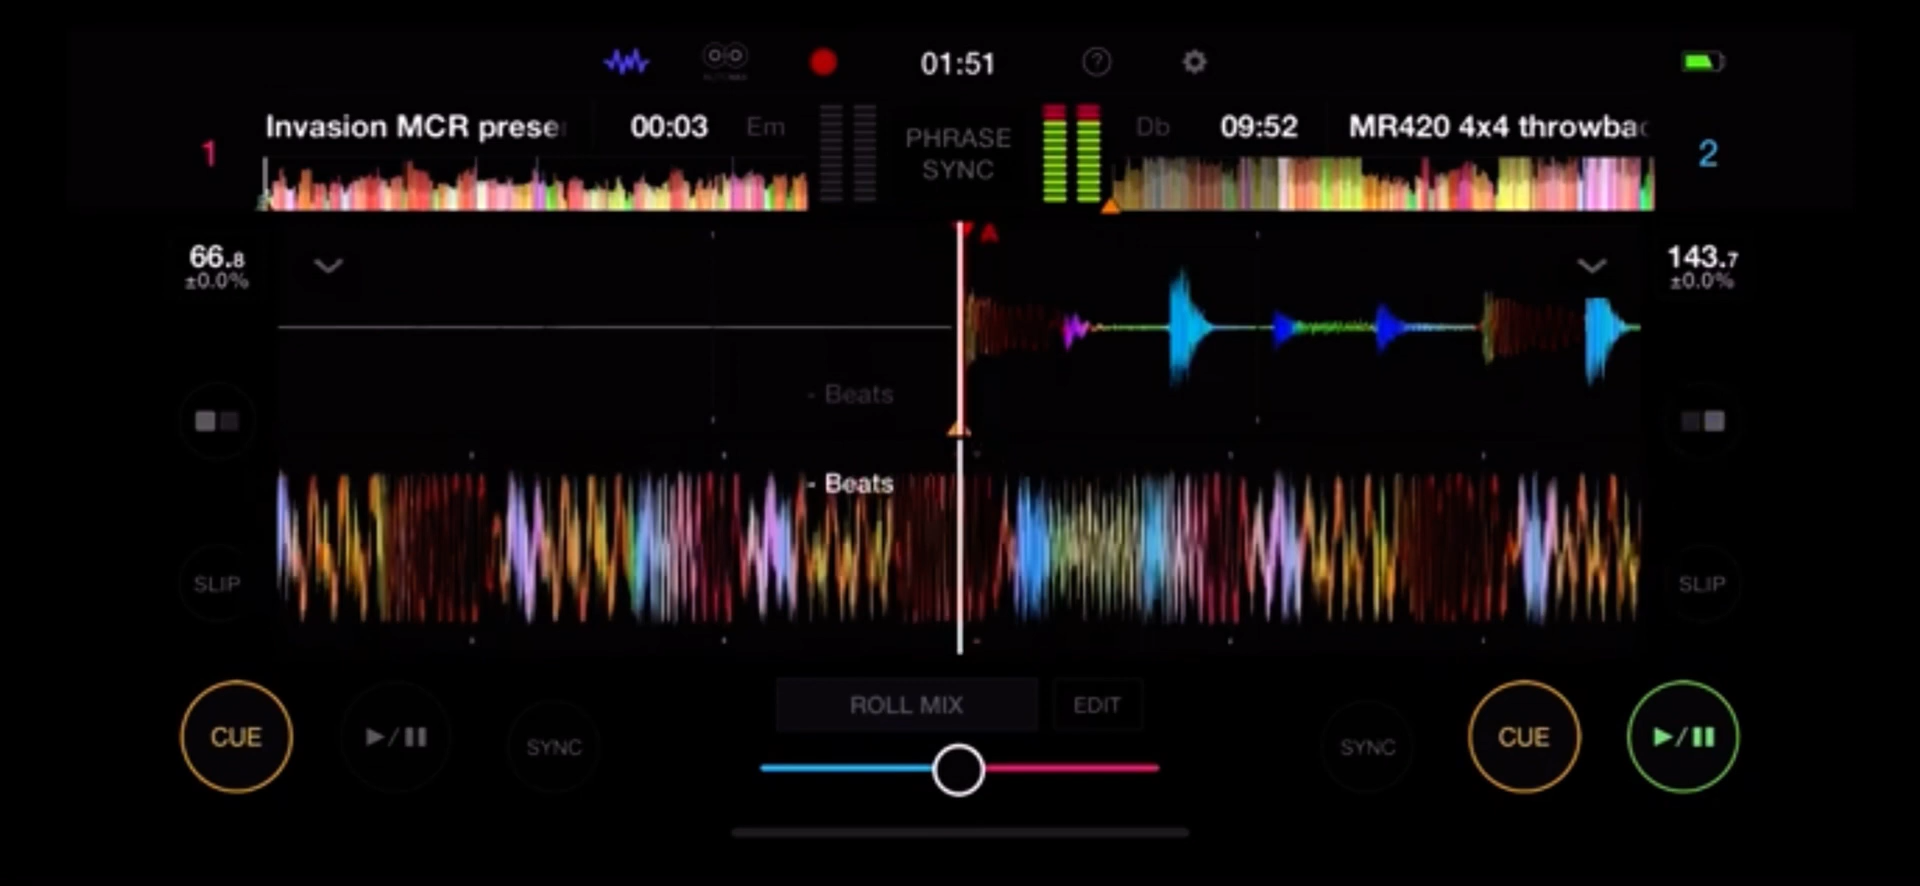 01:51
?
Invasion MCR prese
00:03
Em
PHRASE
SYNC
Db
09:52
MR420 4x4 throwbac
1
2
66.8
±0.0%
A
143.7
±0.0%
- Beats
- Beats
SLIP
SLIP
ROLL MIX
EDIT
CUE
▶/❚❚
SYNC
SYNC
CUE
▶/❚❚